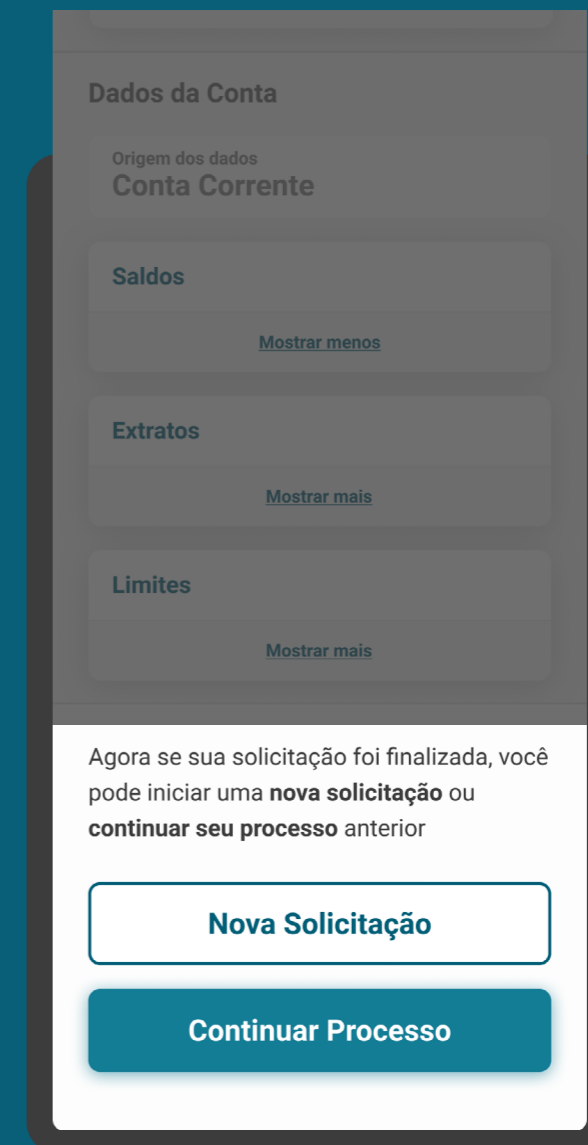 Dados da Conta
Origem dos dados
Conta Corrente
Saldos
Mostrar menos
Extratos
Mostrar mais
Limites
Mostrar mais
Agora se sua solicitação foi finalizada, você
pode iniciar uma nova solicitação ou
continuar seu processo anterior
Nova Solicitação
Continuar Processo